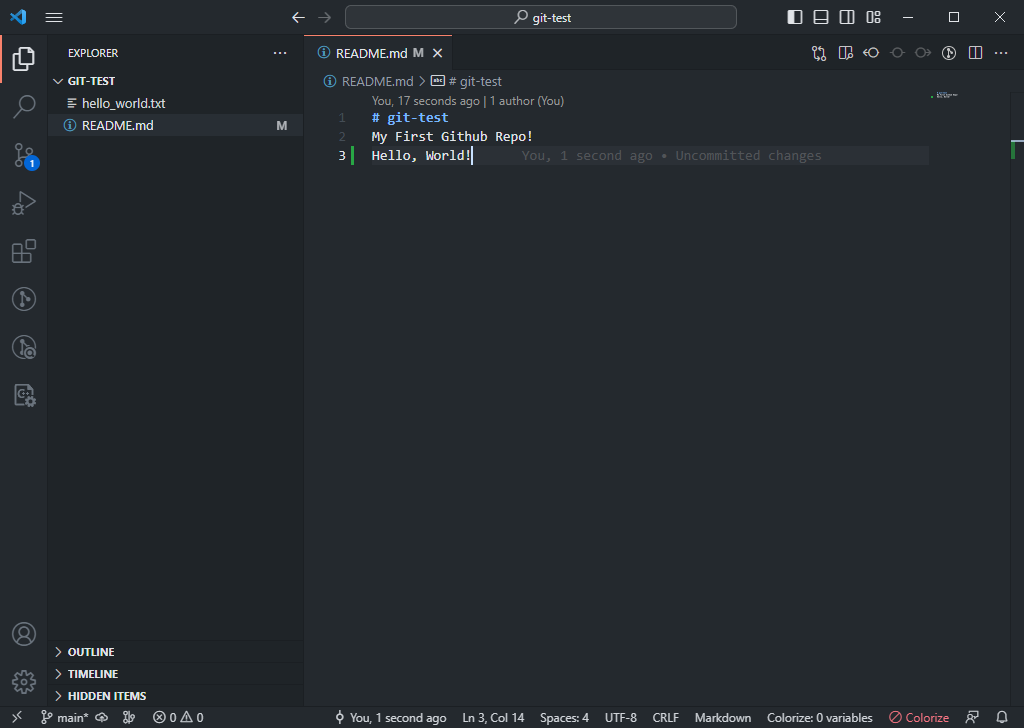 git-test
EXPLORER
GIT-TEST
hello_world.txt
README.md M
1
OUTLINE
TIMELINE
HIDDEN ITEMS
README.md M
README.md > abc # git-test
You, 17 seconds ago | 1 author (You)
1 # git-test
2 My First Github Repo!
3 Hello, World! You, 1 second ago • Uncommitted changes
main* 0 0 You, 1 second ago Ln 3, Col 14 Spaces: 4 UTF-8 CRLF Markdown Colorize: 0 variables Colorize